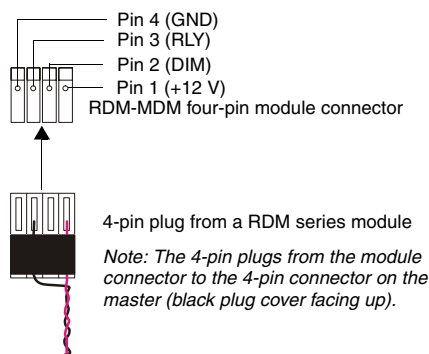 Pin 4 (GND)
Pin 3 (RLY)
Pin 2 (DIM)
Pin 1 (+12 V)
RDM-MDM four-pin module connector
4-pin plug from a RDM series module
Note: The 4-pin plugs from the module
connector to the 4-pin connector on the
master (black plug cover facing up).